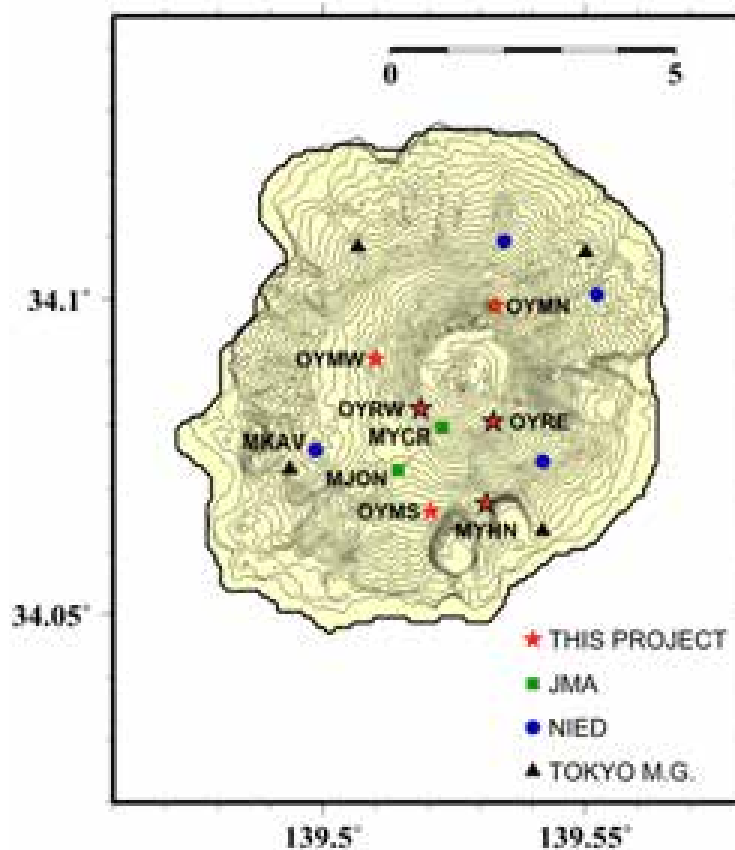 0 5
34.1°
OYMN
OYMW
OYRW
OYRE
MYCR
MKAV
MJON
OYMS
MYHN
34.05°
THIS PROJECT
JMA
NIED
TOKYO M.G.
139.5° 139.55°